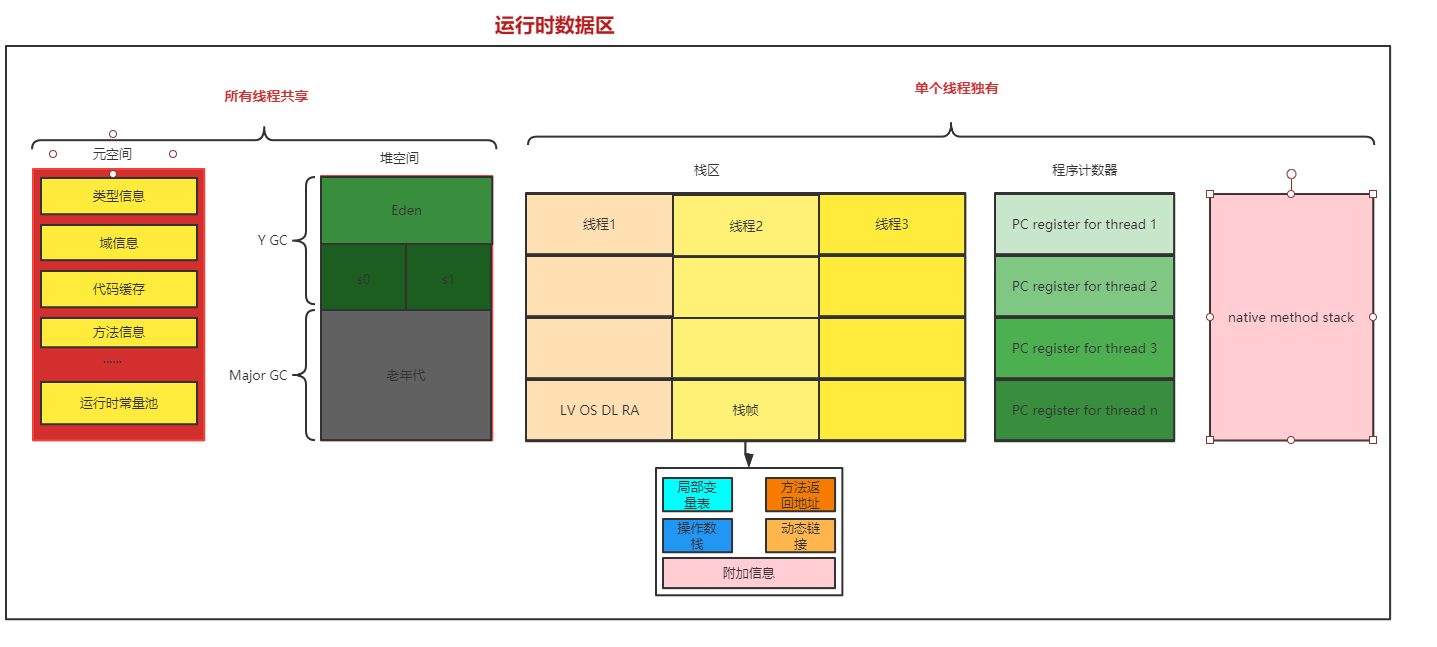 运行时数据区
所有线程共享
单个线程独有
元空间
类型信息
域信息
代码缓存
方法信息
......
运行时常量池
堆空间
Y GC
Eden
s0
s1
Major GC
老年代
栈区
线程1
线程2
线程3
LV OS DL RA
栈帧
局部变
量表
方法返
回地址
操作数
栈
动态链
接
附加信息
程序计数器
PC register for thread 1
PC register for thread 2
PC register for thread 3
PC register for thread n
native method stack